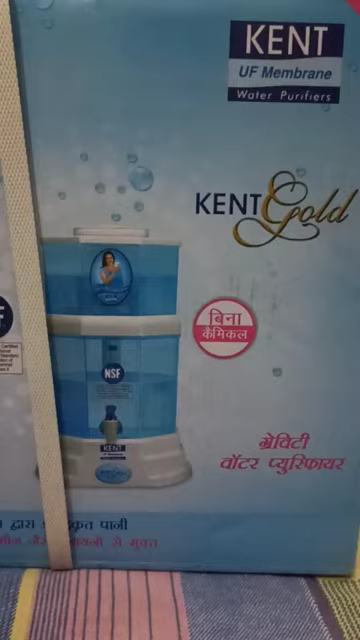 KENT
UF Membrane
Water Purifiers
KENT Gold
बिना
कैमिकल
NSF
KENT
ग्रेविटी
वॉटर प्युरिफायर
द्वारा
पानी
से मुक्त